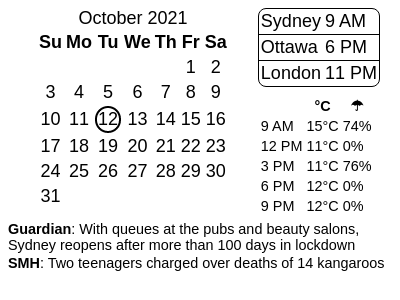 October 2021
Su Mo Tu We Th Fr Sa
1 2
3 4 5 6 7 8 9
10 11 12 13 14 15 16
17 18 19 20 21 22 23
24 25 26 27 28 29 30
31
Sydney 9 AM
Ottawa 6 PM
London 11 PM
°C ☂
9 AM 15°C 74%
12 PM 11°C 0%
3 PM 11°C 76%
6 PM 12°C 0%
9 PM 12°C 0%
Guardian: With queues at the pubs and beauty salons,
Sydney reopens after more than 100 days in lockdown
SMH: Two teenagers charged over deaths of 14 kangaroos